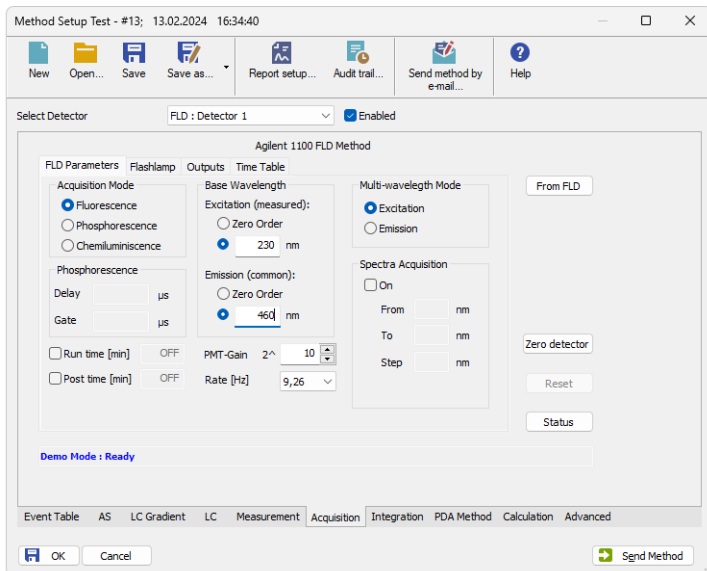 Method Setup Test - #13; 13.02.2024 16:34:40
New Open... Save Save as... Report setup... Audit trail... Send method by e-mail... Help
Select Detector FLD : Detector 1 Enabled
Agilent 1100 FLD Method
FLD Parameters Flashlamp Outputs Time Table
Acquisition Mode
Fluorescence
Phosphorescence
Chemiluminiscence
Phosphorescence
Delay µs
Gate µs
Run time [min] OFF
Post time [min] OFF
Base Wavelength
Excitation (measured):
Zero Order
230 nm
Emission (common):
Zero Order
460 nm
PMT-Gain 2^ 10
Rate [Hz] 9,26
Multi-wavelegth Mode
Excitation
Emission
Spectra Acquisition
On
From nm
To nm
Step nm
From FLD
Zero detector
Reset
Status
Demo Mode : Ready
Event Table AS LC Gradient LC Measurement Acquisition Integration PDA Method Calculation Advanced
OK Cancel Send Method